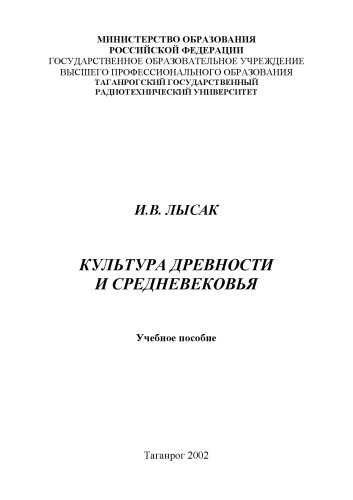 МИНИСТЕРСТВО ОБРАЗОВАНИЯ
РОССИЙСКОЙ ФЕДЕРАЦИИ
ГОСУДАРСТВЕННОЕ ОБРАЗОВАТЕЛЬНОЕ УЧРЕЖДЕНИЕ
ВЫСШЕГО ПРОФЕССИОНАЛЬНОГО ОБРАЗОВАНИЯ
ТАГАНРОГСКИЙ ГОСУДАРСТВЕННЫЙ
РАДИОТЕХНИЧЕСКИЙ УНИВЕРСИТЕТ
И.В. ЛЫСАК
КУЛЬТУРА ДРЕВНОСТИ
И СРЕДНЕВЕКОВЬЯ
Учебное пособие
Таганрог 2002